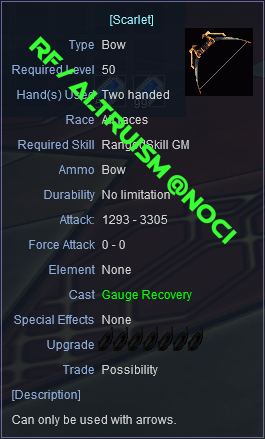 [Scarlet]
Type Bow
Required Level 50
Hand(s) Used Two handed
Race All races
Required Skill Ranged Skill GM
Ammo Bow
Durability No limitation
Attack: 1293 - 3305
Force Attack 0 - 0
Element None
Cast Gauge Recovery
Special Effects None
Upgrade
Trade Possibility
[Description]
Can only be used with arrows.
RF / ALTRUISM @NOCI